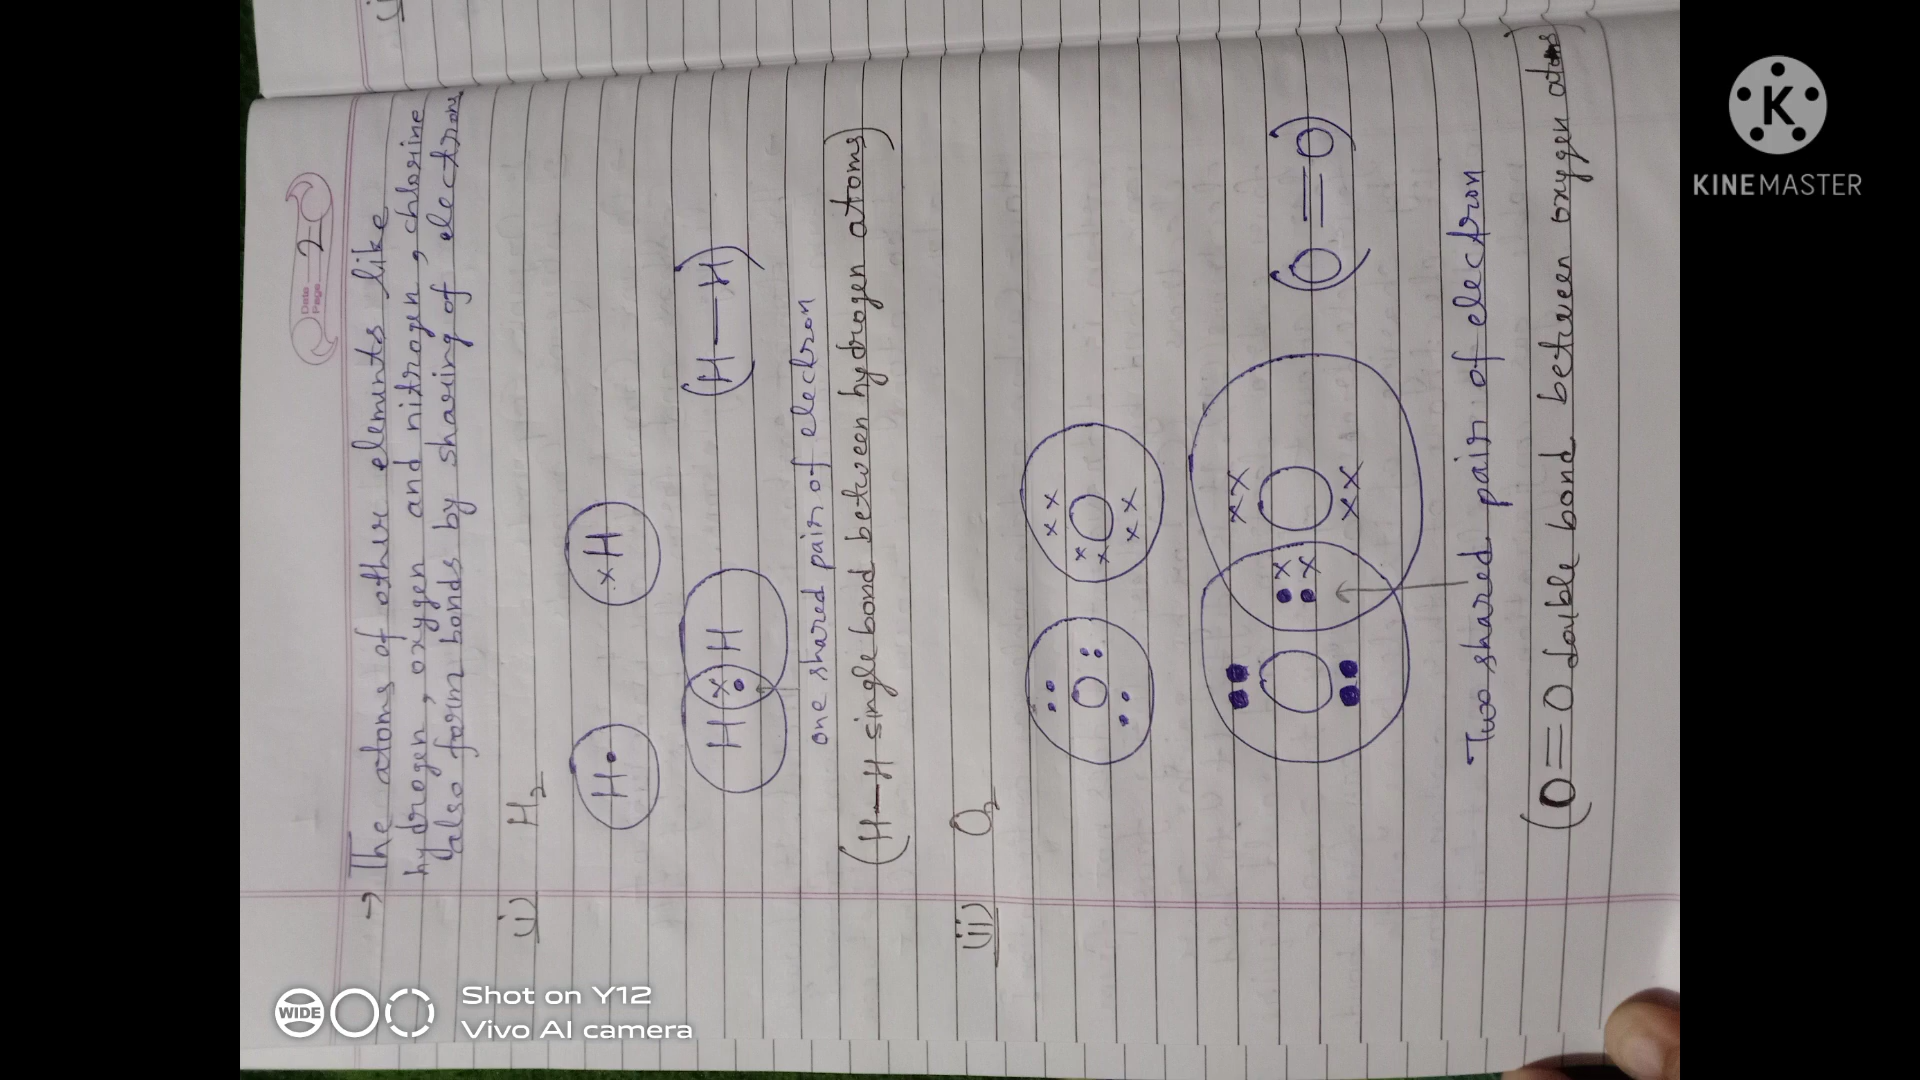 Date
Page 2
→ The atoms of other elements like
hydrogen, oxygen and nitrogen, chlorine
also form bonds by sharing of electrons.
(i) H₂
H• ×H
H ו H (H—H)
one shared pair of electron
(H—H single bond between hydrogen atoms)
(ii) O₂
O O
O O (O=O)
Two shared pair of electron
(O=O double bond between oxygen atoms
K
KINEMASTER
WIDE
Shot on Y12
Vivo AI camera